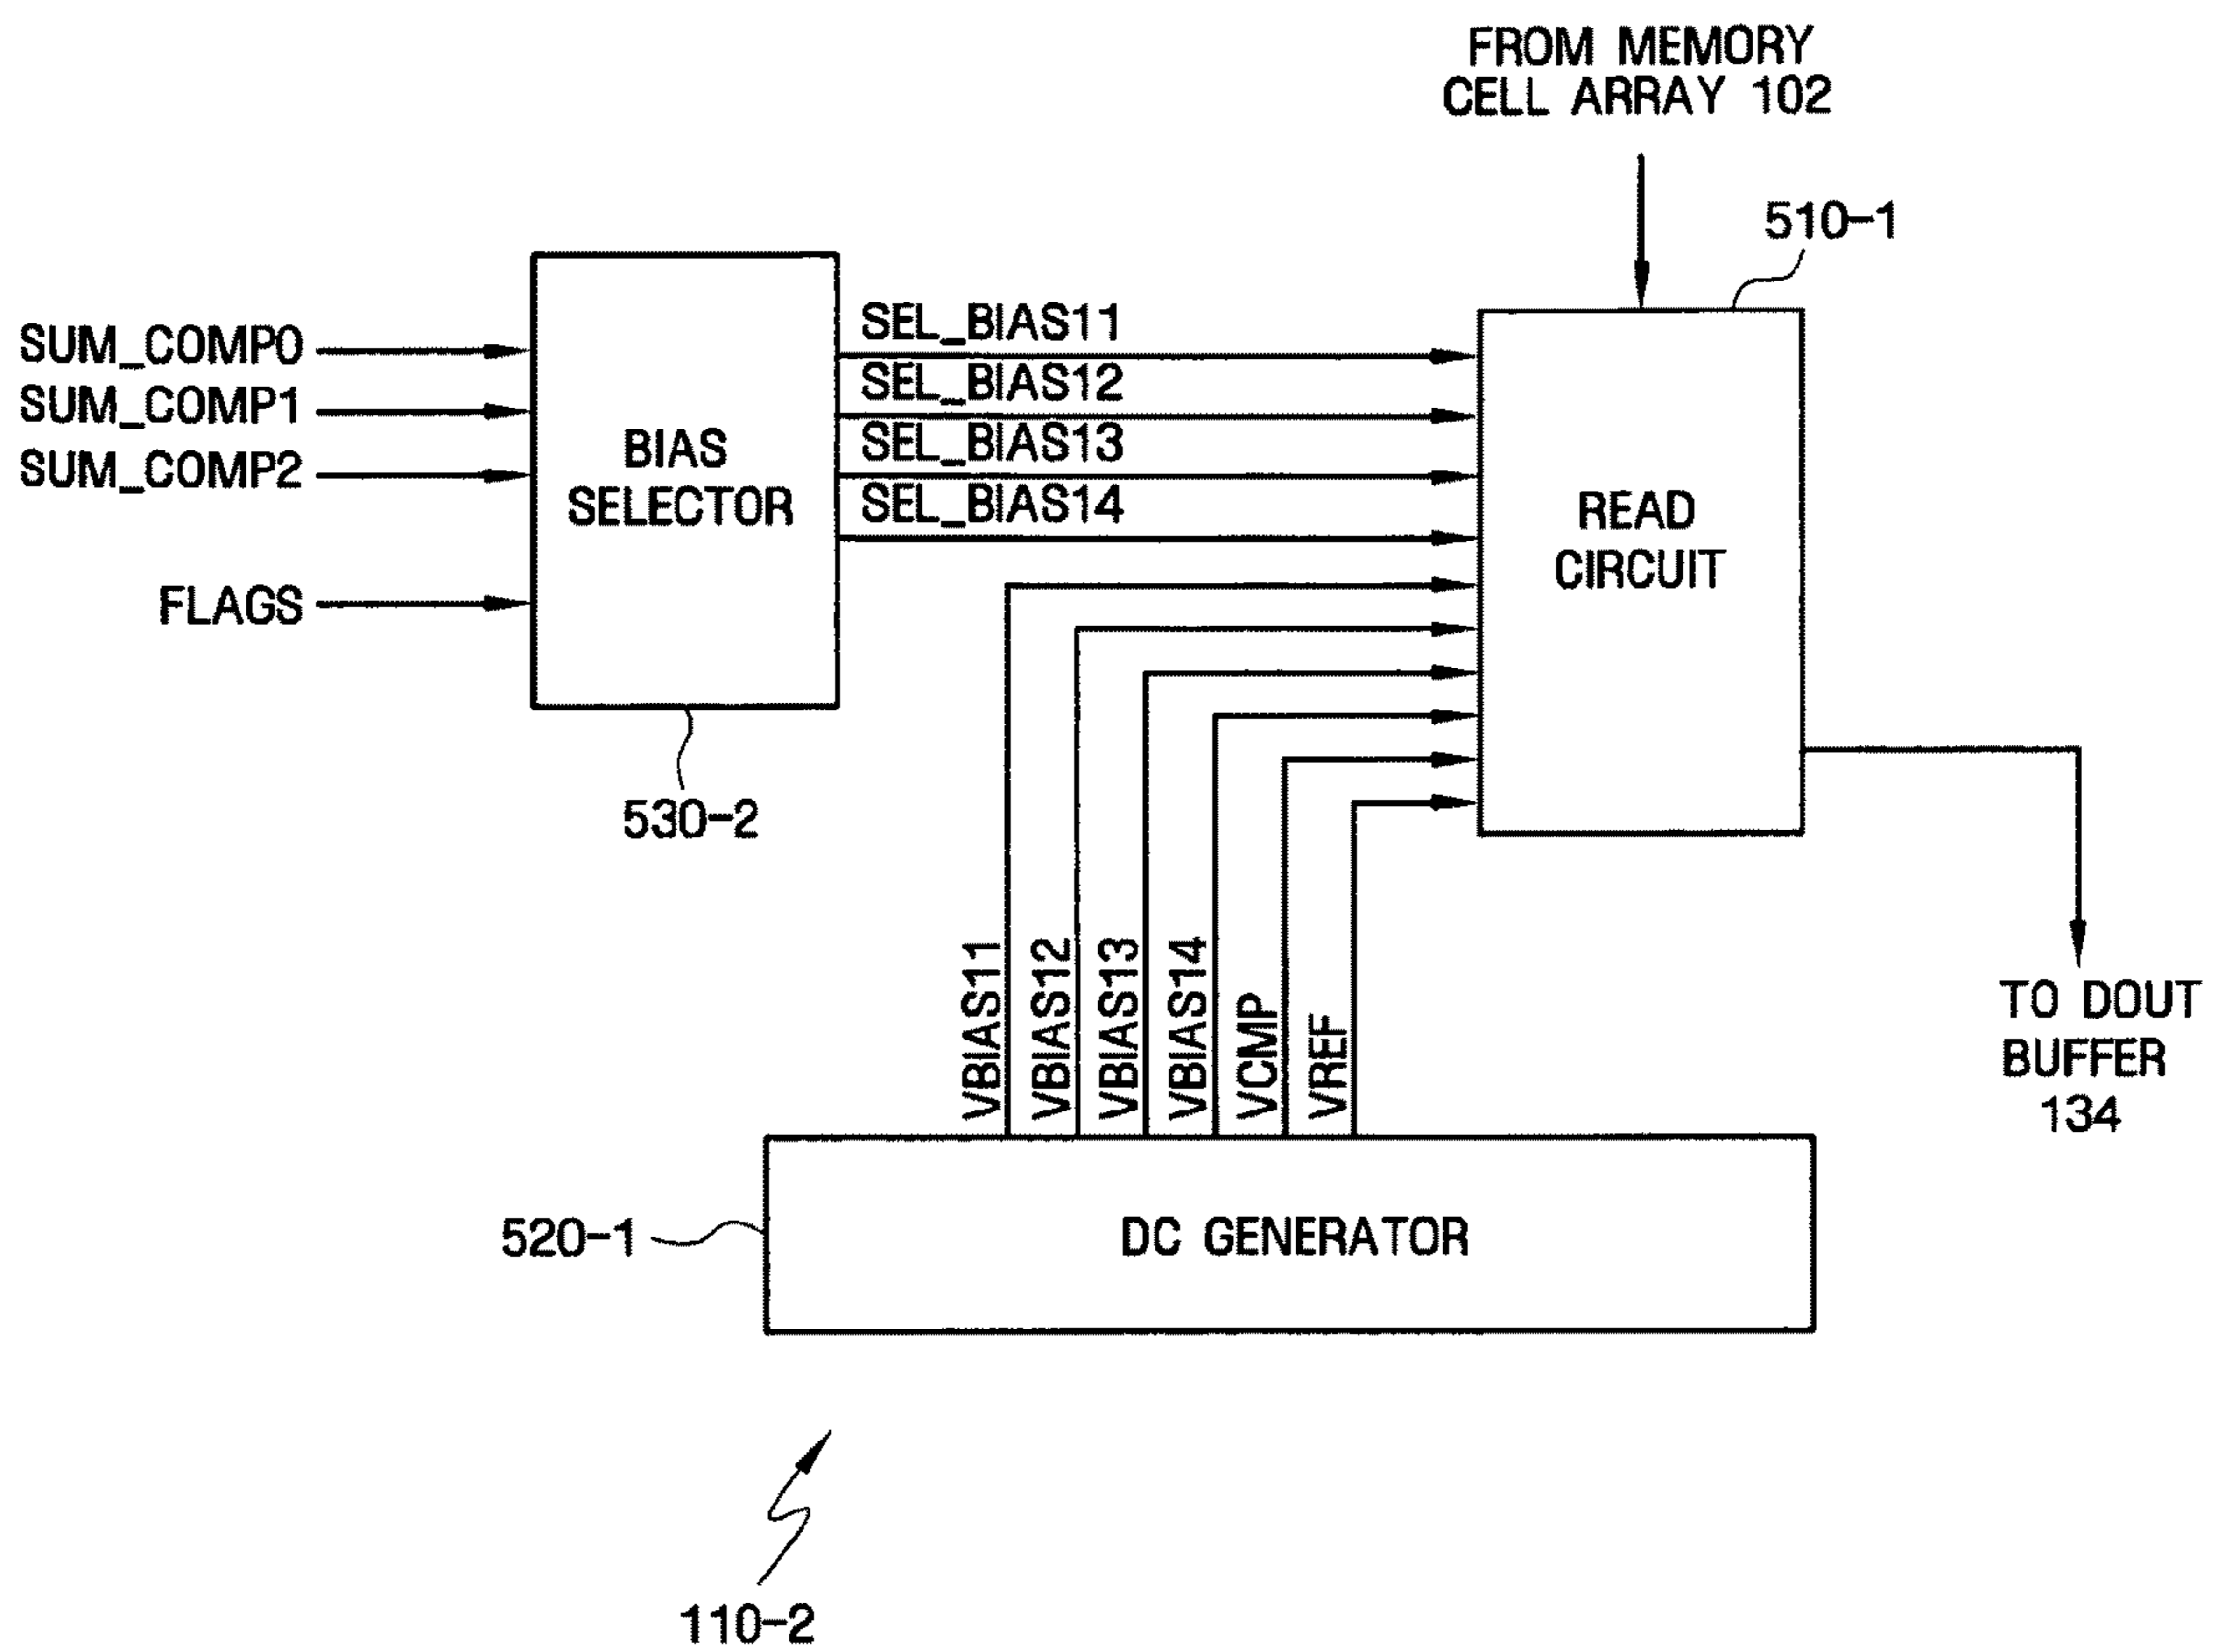 FROM MEMORY
CELL ARRAY 102
510-1
SUM_COMP0
SUM_COMP1
SUM_COMP2
FLAGS
BIAS
SELECTOR
530-2
SEL_BIAS11
SEL_BIAS12
SEL_BIAS13
SEL_BIAS14
READ
CIRCUIT
VBIAS11
VBIAS12
VBIAS13
VBIAS14
VCMP
VREF
TO DOUT
BUFFER
134
520-1
DC GENERATOR
110-2